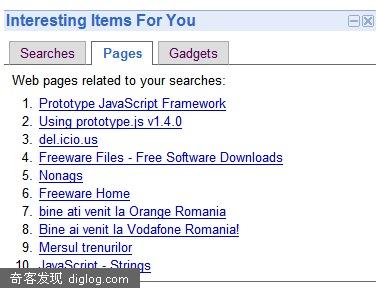 Interesting Items For You
Searches Pages Gadgets
Web pages related to your searches:
1. Prototype JavaScript Framework
2. Using prototype.js v1.4.0
3. del.icio.us
4. Freeware Files - Free Software Downloads
5. Nonags
6. Freeware Home
7. bine ati venit la Orange Romania
8. Bine ai venit la Vodafone Romania!
9. Mersul trenurilor
10. JavaScript - Strings
奇客发现 diglog.com